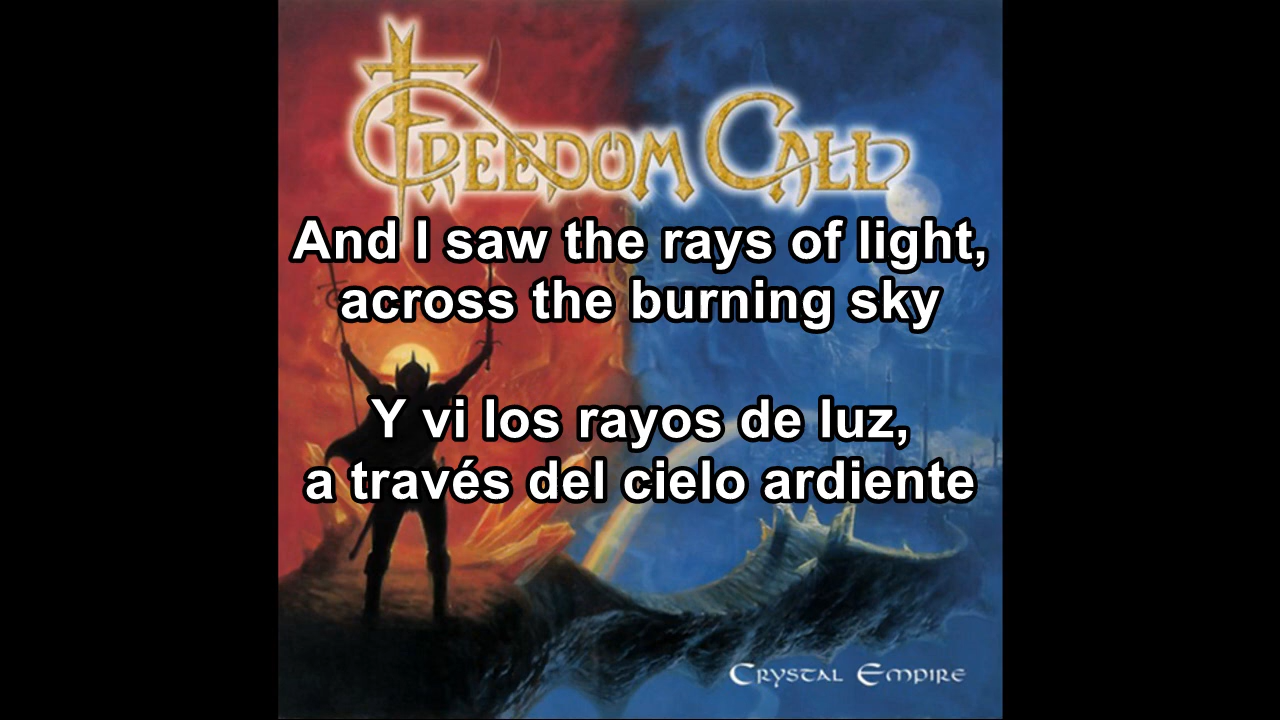 FREEDOM CALL
And I saw the rays of light,
across the burning sky
Y vi los rayos de luz,
a través del cielo ardiente
CRYSTAL EMPIRE